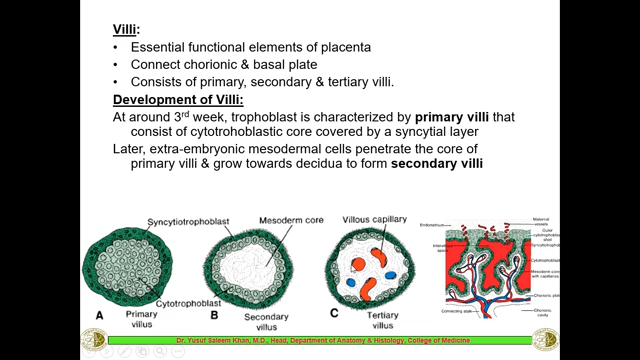 Villi:
• Essential functional elements of placenta
• Connect chorionic & basal plate
• Consists of primary, secondary & tertiary villi.
Development of Villi:
At around 3rd week, trophoblast is characterized by primary villi that
consist of cytotrohoblastic core covered by a syncytial layer
Later, extra-embryonic mesodermal cells penetrate the core of
primary villi & grow towards decidua to form secondary villi
Syncytiotrophoblast
Mesoderm core
Villous capillary
Cytotrophoblast
A
Primary
villus
B
Secondary
villus
C
Tertiary
villus
Endometrium
Maternal
vessels
Outer
cytotrophoblast
shell
Mesoderm core
with capillaries
Chorionic plate
Connecting stalk
Chorionic
cavity
Dr. Yusuf Saleem Khan, M.D., Head, Department of Anatomy & Histology, College of Medicine